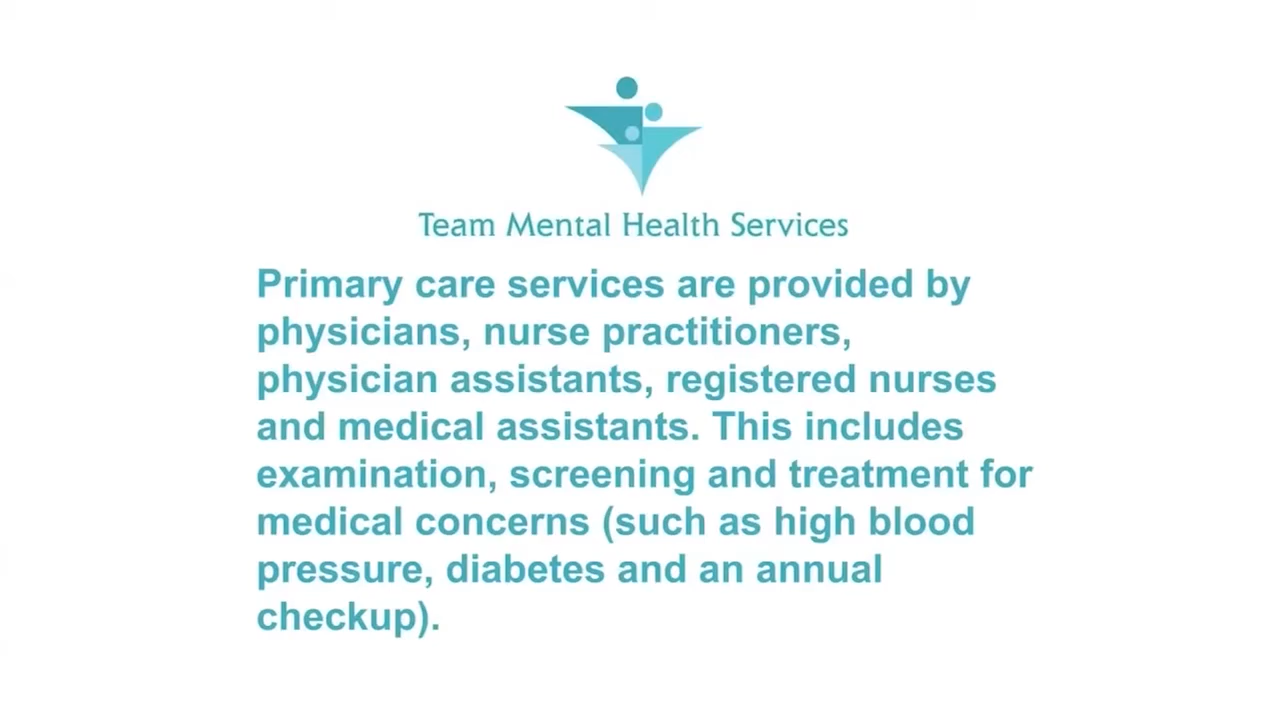 Team Mental Health Services
Primary care services are provided by
physicians, nurse practitioners,
physician assistants, registered nurses
and medical assistants. This includes
examination, screening and treatment for
medical concerns (such as high blood
pressure, diabetes and an annual
checkup).